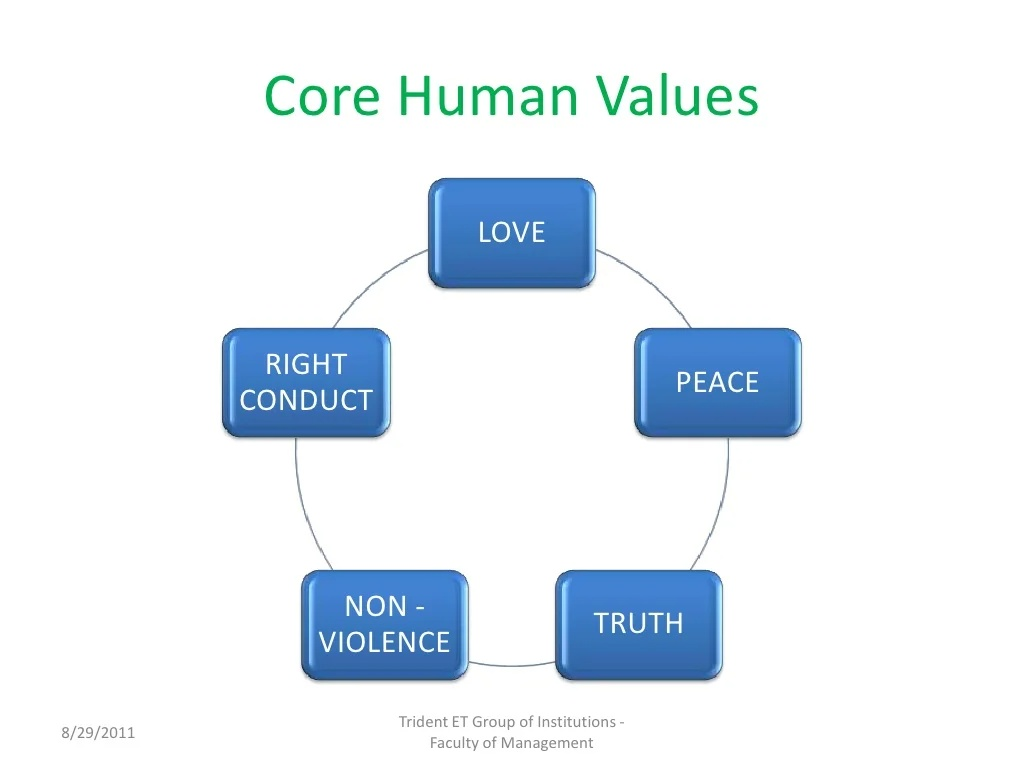 Core Human Values
LOVE
PEACE
TRUTH
NON -
VIOLENCE
RIGHT
CONDUCT
8/29/2011
Trident ET Group of Institutions -
Faculty of Management